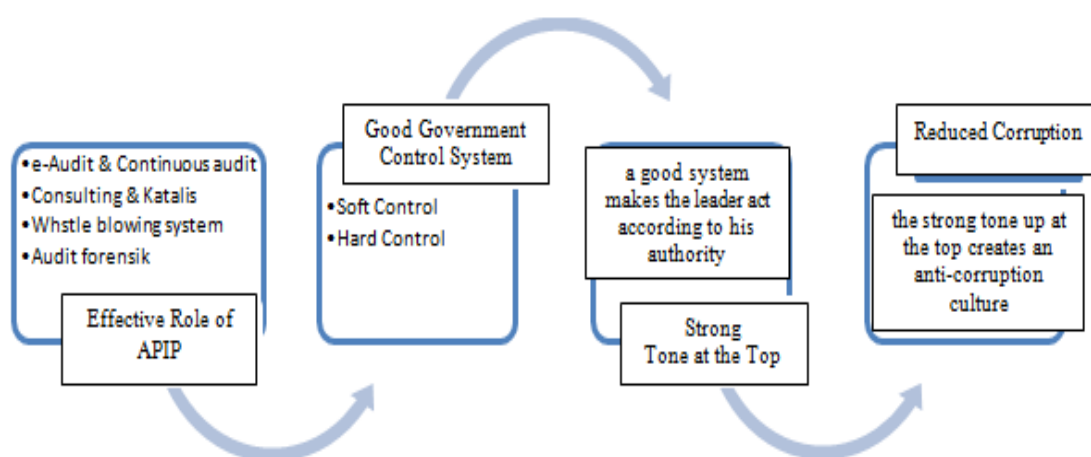 •e-Audit & Continuous audit
•Consulting & Katalis
•Whstle blowing system
•Audit forensik
Effective Role of
APIP
Good Government
Control System
•Soft Control
•Hard Control
a good system
makes the leader act
according to his
authority
Strong
Tone at the Top
Reduced Corruption
the strong tone up at
the top creates an
anti-corruption
culture